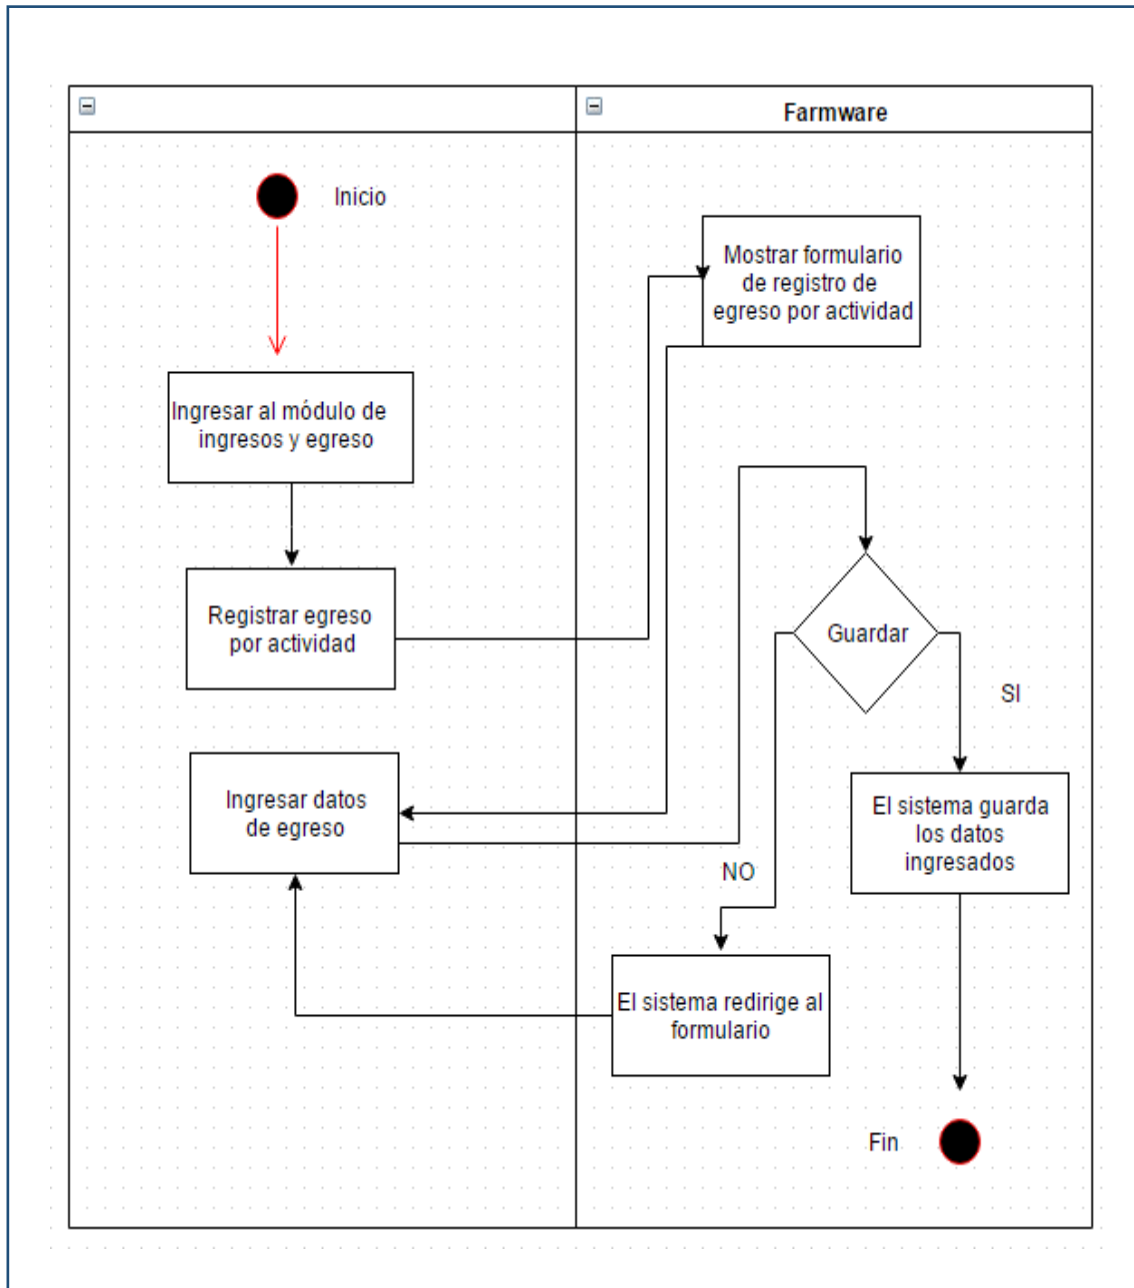 Farmware
Inicio
Mostrar formulario
de registro de
egreso por actividad
Ingresar al módulo de
ingresos y egreso
Registrar egreso
por actividad
Guardar
SI
Ingresar datos
de egreso
El sistema guarda
los datos
ingresados
NO
El sistema redirige al
formulario
Fin